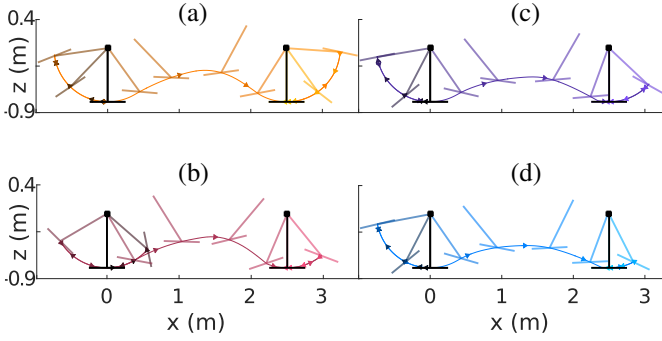 (a)
(c)
0.4
z (m)
-0.9
(b)
(d)
0.4
z (m)
-0.9
0 1 2 3 0 1 2 3
x (m) x (m)